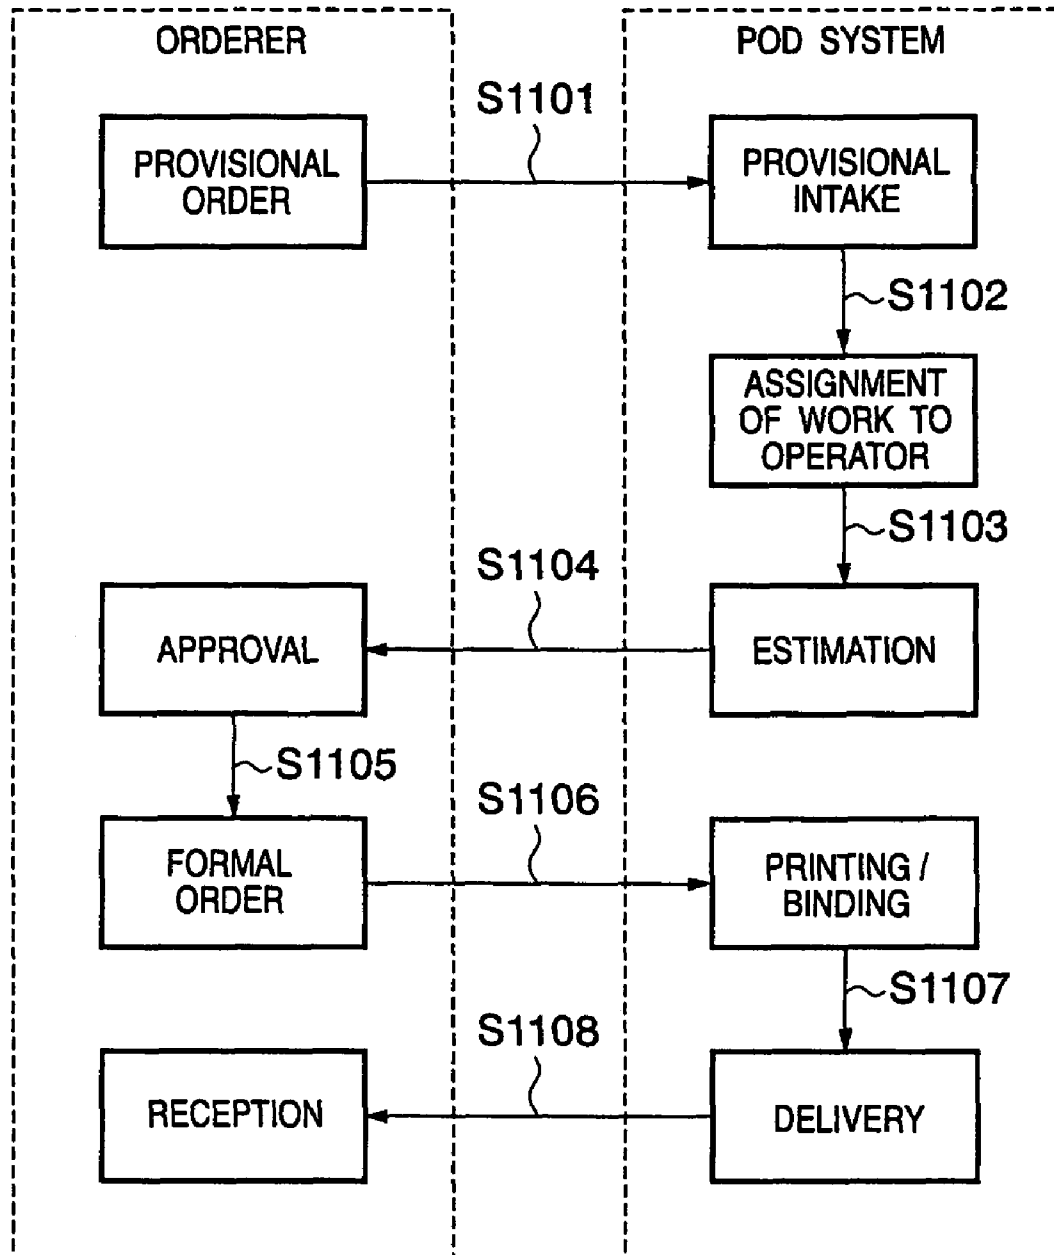 ORDERER
POD SYSTEM
S1101
PROVISIONAL
ORDER
PROVISIONAL
INTAKE
S1102
ASSIGNMENT
OF WORK TO
OPERATOR
S1103
S1104
APPROVAL
ESTIMATION
S1105
S1106
FORMAL
ORDER
PRINTING /
BINDING
S1107
S1108
RECEPTION
DELIVERY